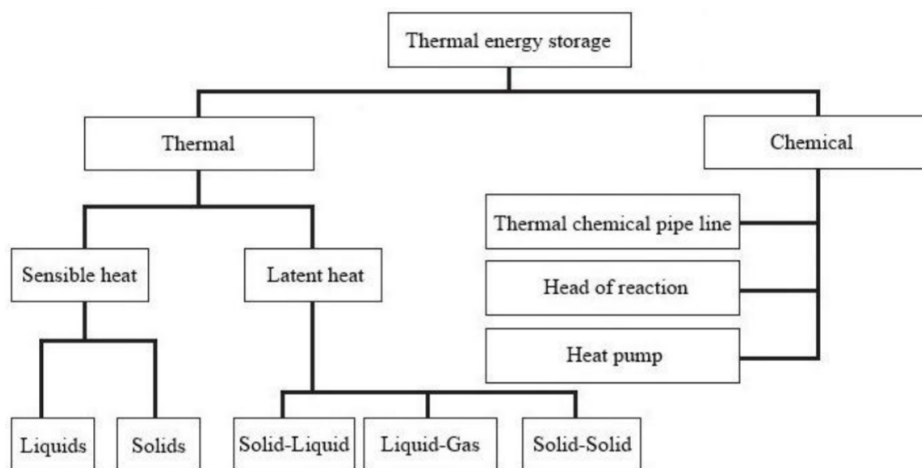 Thermal energy storage
Thermal
Chemical
Thermal chemical pipe line
Sensible heat
Latent heat
Head of reaction
Heat pump
Liquids
Solids
Solid-Liquid
Liquid-Gas
Solid-Solid